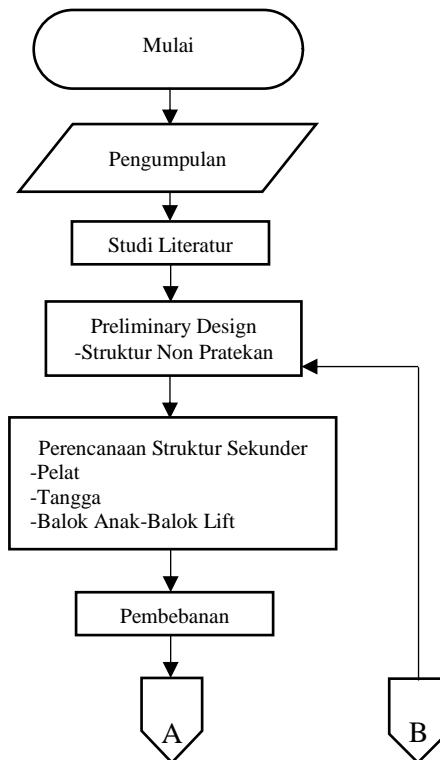 Mulai
Pengumpulan
Studi Literatur
Preliminary Design
-Struktur Non Pratekan
Perencanaan Struktur Sekunder
-Pelat
-Tangga
-Balok Anak-Balok Lift
Pembebanan
A
B